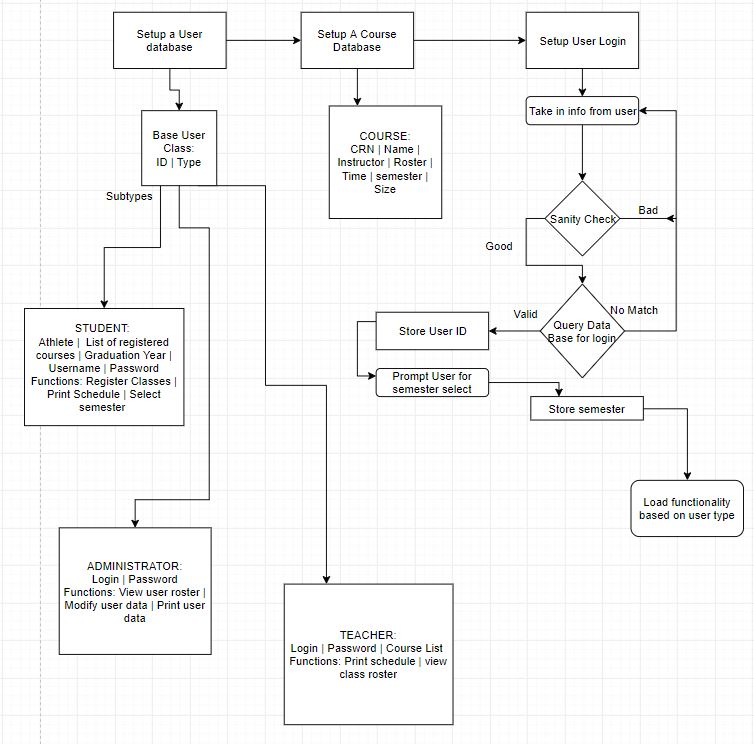 Setup a User
database
Setup A Course
Database
Setup User Login
Base User
Class:
ID | Type
COURSE:
CRN | Name |
Instructor | Roster |
Time | semester |
Size
Take in info from user
Subtypes
Sanity Check
Bad
Good
Query Data
Base for login
Valid
No Match
Store User ID
Prompt User for
semester select
Store semester
Load functionality
based on user type
STUDENT:
Athlete | List of registered
courses | Graduation Year |
Username | Password
Functions: Register Classes |
Print Schedule | Select
semester
ADMINISTRATOR:
Login | Password
Functions: View user roster |
Modify user data | Print user
data
TEACHER:
Login | Password | Course List
Functions: Print schedule | view
class roster